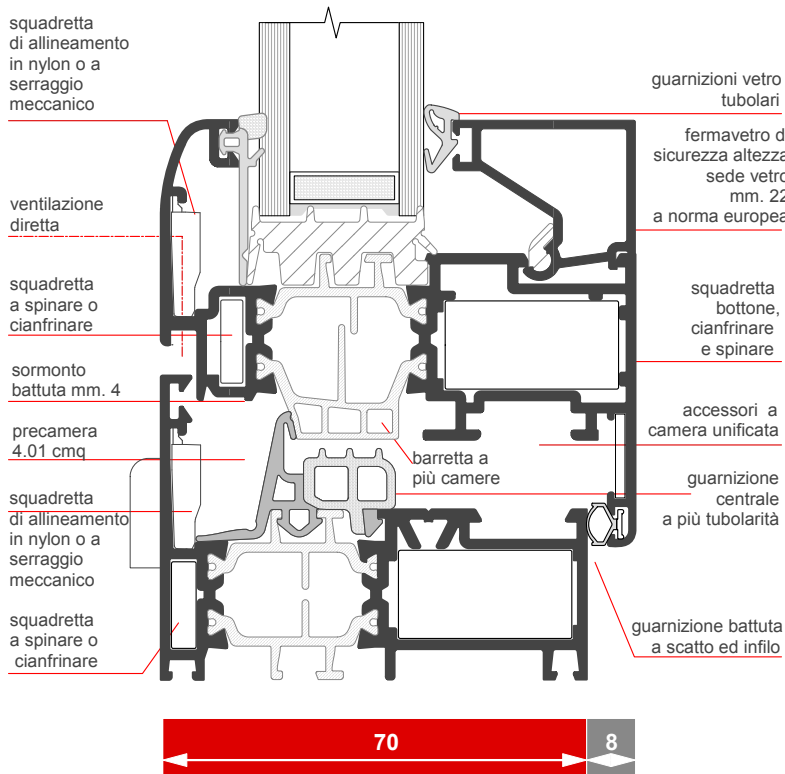 squadretta
di allineamento
in nylon o a
serraggio
meccanico
ventilazione
diretta
squadretta
a spinare o
cianfrinare
sormonto
battuta mm. 4
precamera
4.01 cmq
squadretta
di allineamento
in nylon o a
serraggio
meccanico
squadretta
a spinare o
cianfrinare
barretta a
più camere
guarnizioni vetro
tubolari
fermavetro d
sicurezza altezza
sede vetro
mm. 22
a norma europea
squadretta
bottone,
cianfrinare
e spinare
accessori a
camera unificata
guarnizione
centrale
a più tubolarità
guarnizione battuta
a scatto ed infilo
70
8